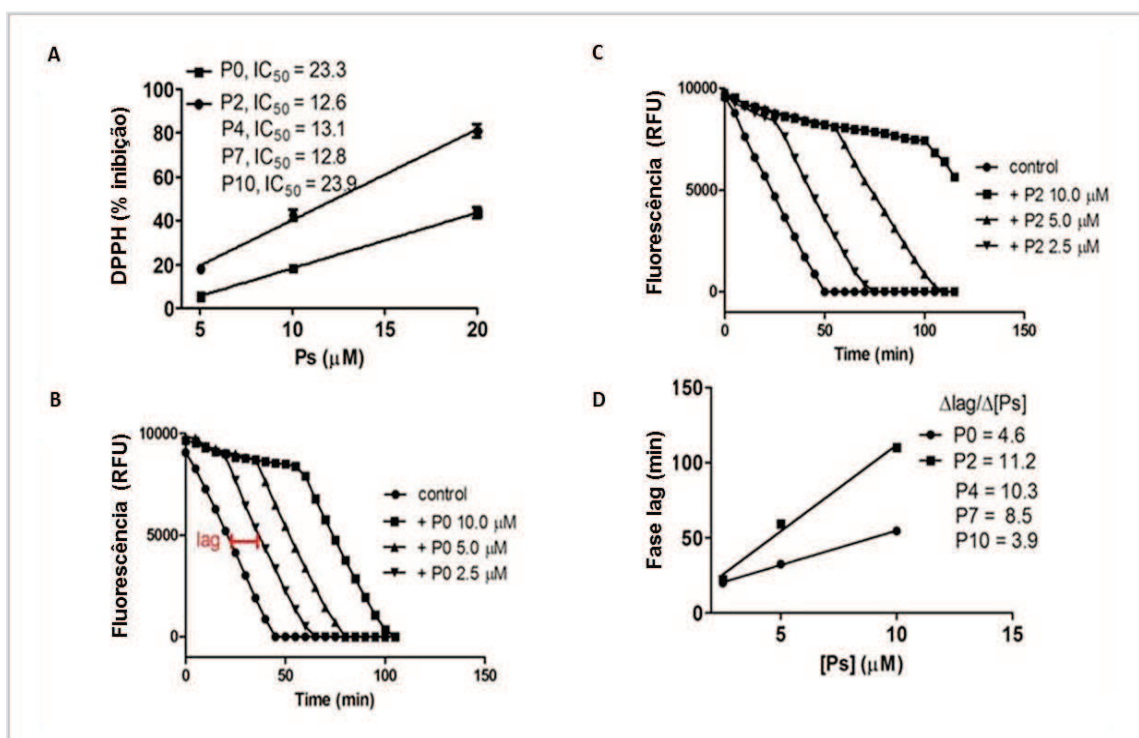 A
P0, IC50 = 23.3
P2, IC50 = 12.6
P4, IC50 = 13.1
P7, IC50 = 12.8
P10, IC50 = 23.9
100
80
60
40
20
0
DPPH (% inibição)
5
10
15
20
Ps (µM)
B
10000
5000
0
Fluorescência (RFU)
lag
control
+ P0 10.0 µM
+ P0 5.0 µM
+ P0 2.5 µM
0
50
100
150
Time (min)
C
10000
5000
0
Fluorescência (RFU)
control
+ P2 10.0 µM
+ P2 5.0 µM
+ P2 2.5 µM
0
50
100
150
Time (min)
D
150
100
50
0
Fase lag (min)
Δlag/Δ[Ps]
P0 = 4.6
P2 = 11.2
P4 = 10.3
P7 = 8.5
P10 = 3.9
5
10
15
[Ps] (µM)